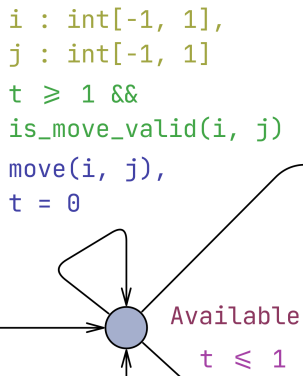 i : int[-1, 1],
j : int[-1, 1]
t ⩾ 1 &&
is_move_valid(i, j)
move(i, j),
t = 0
Available
t ⩽ 1